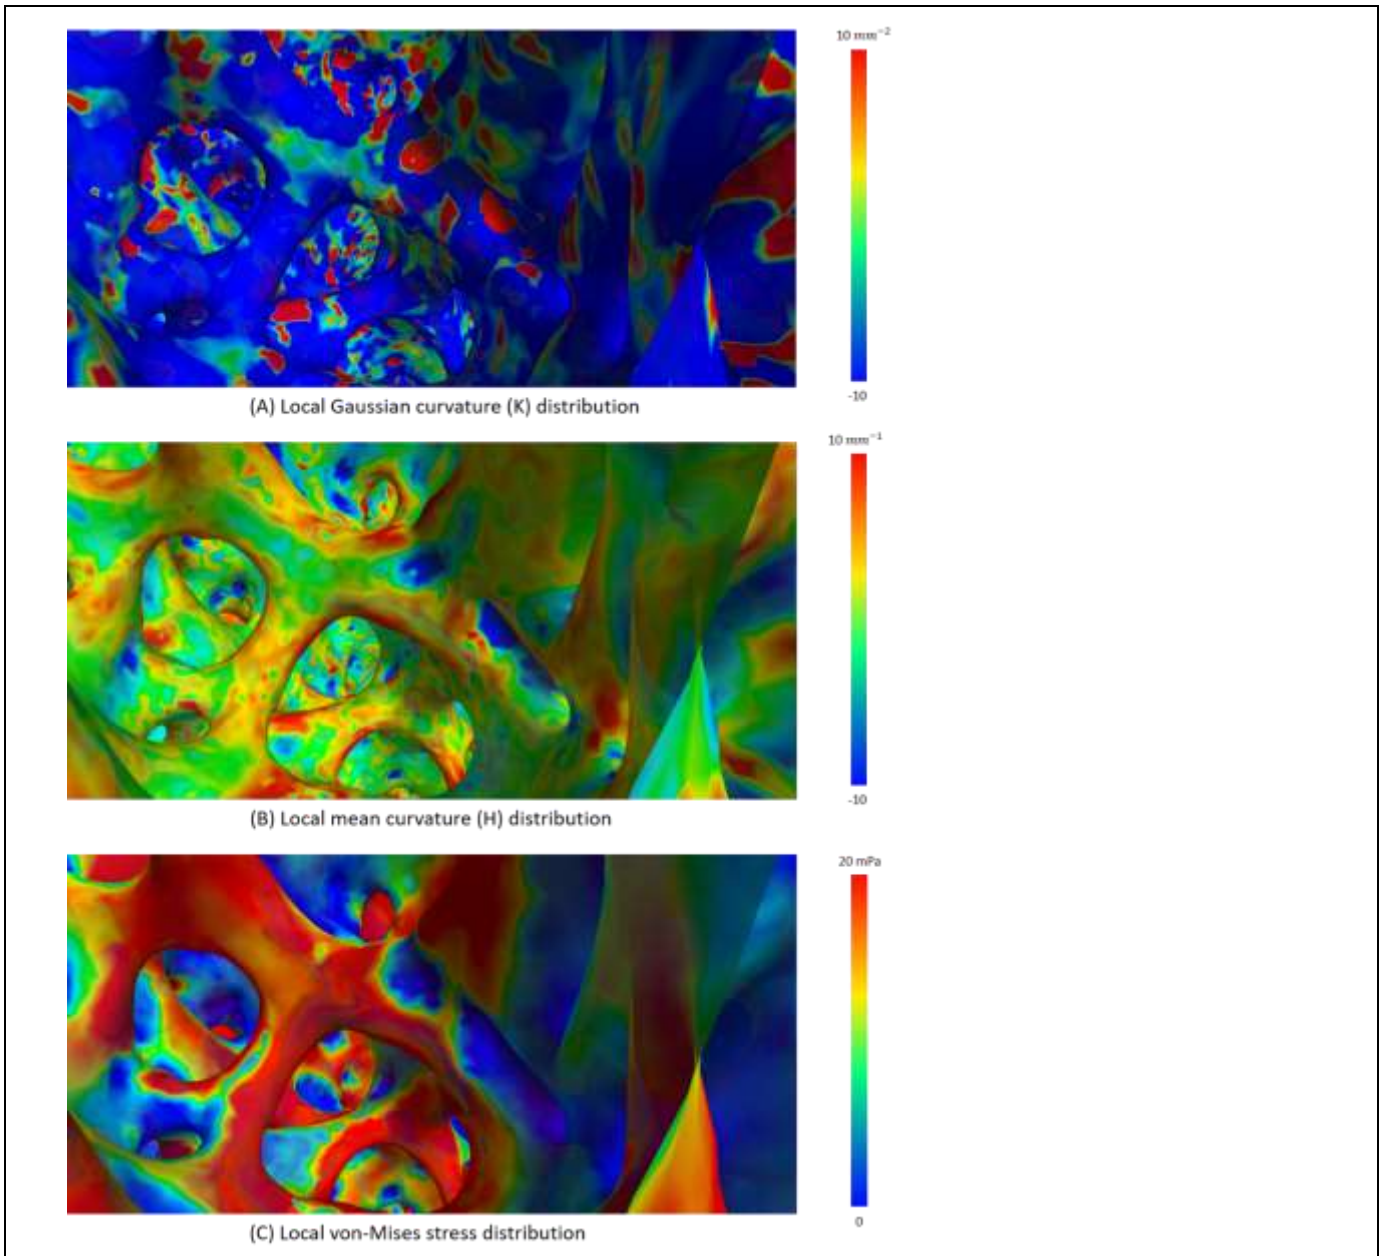 10 mm⁻²
-10
(A) Local Gaussian curvature (K) distribution
10 mm⁻¹
-10
(B) Local mean curvature (H) distribution
20 mPa
0
(C) Local von-Mises stress distribution